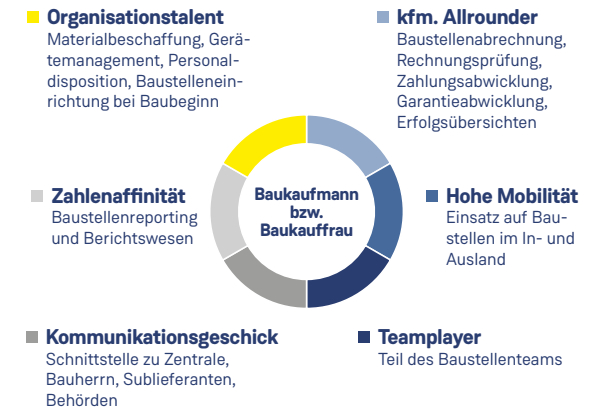 Organisationstalent
Materialbeschaffung, Gerä-
temanagement, Personal-
disposition, Baustellenein-
richtung bei Baubeginn
kfm. Allrounder
Baustellenabrechnung,
Rechnungsprüfung,
Zahlungsabwicklung,
Garantieabwicklung,
Erfolgsübersichten
Zahlenaffinität
Baustellenreporting
und Berichtswesen
Baukaufmann
bzw.
Baukauffrau
Hohe Mobilität
Einsatz auf Bau-
stellen im In- und
Ausland
Kommunikationsgeschick
Schnittstelle zu Zentrale,
Bauherrn, Sublieferanten,
Behörden
Teamplayer
Teil des Baustellenteams